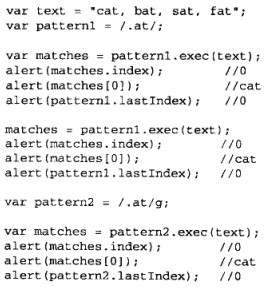 var text = "cat, bat, sat, fat";
var pattern1 = /.at/;
var matches = pattern1.exec(text);
alert(matches.index); //0
alert(matches[0]); //cat
alert(pattern1.lastIndex); //0
matches = pattern1.exec(text);
alert(matches.index); //0
alert(matches[0]); //cat
alert(pattern1.lastIndex); //0
var pattern2 = /.at/g;
var matches = pattern2.exec(text);
alert(matches.index); //0
alert(matches[0]); //cat
alert(pattern2.lastIndex); //0